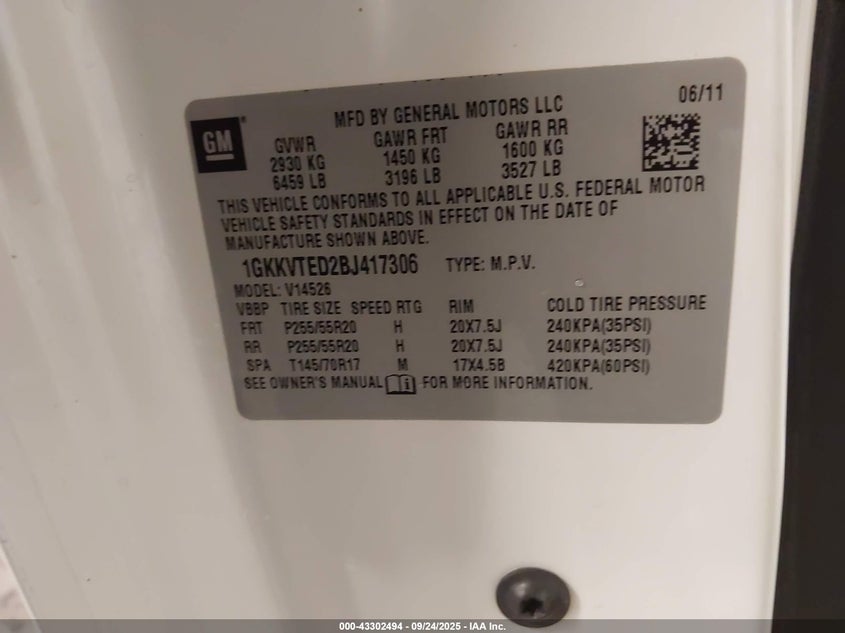 MFD BY GENERAL MOTORS LLC 06/11
GM®
GVWR GAWR FRT GAWR RR
2930 KG 1450 KG 1600 KG
6459 LB 3196 LB 3527 LB
THIS VEHICLE CONFORMS TO ALL APPLICABLE U.S. FEDERAL MOTOR
VEHICLE SAFETY STANDARDS IN EFFECT ON THE DATE OF
MANUFACTURE SHOWN ABOVE.
1GKKVTED2BJ417306 TYPE: M.P.V.
MODEL: V14526
VBBP TIRE SIZE SPEED RTG RIM COLD TIRE PRESSURE
FRT P255/55R20 H 20X7.5J 240KPA(35PSI)
RR P255/55R20 H 20X7.5J 240KPA(35PSI)
SPA T145/70R17 M 17X4.5B 420KPA(60PSI)
SEE OWNER'S MANUAL i FOR MORE INFORMATION.
000-43302494 - 09/24/2025 - IAA Inc.